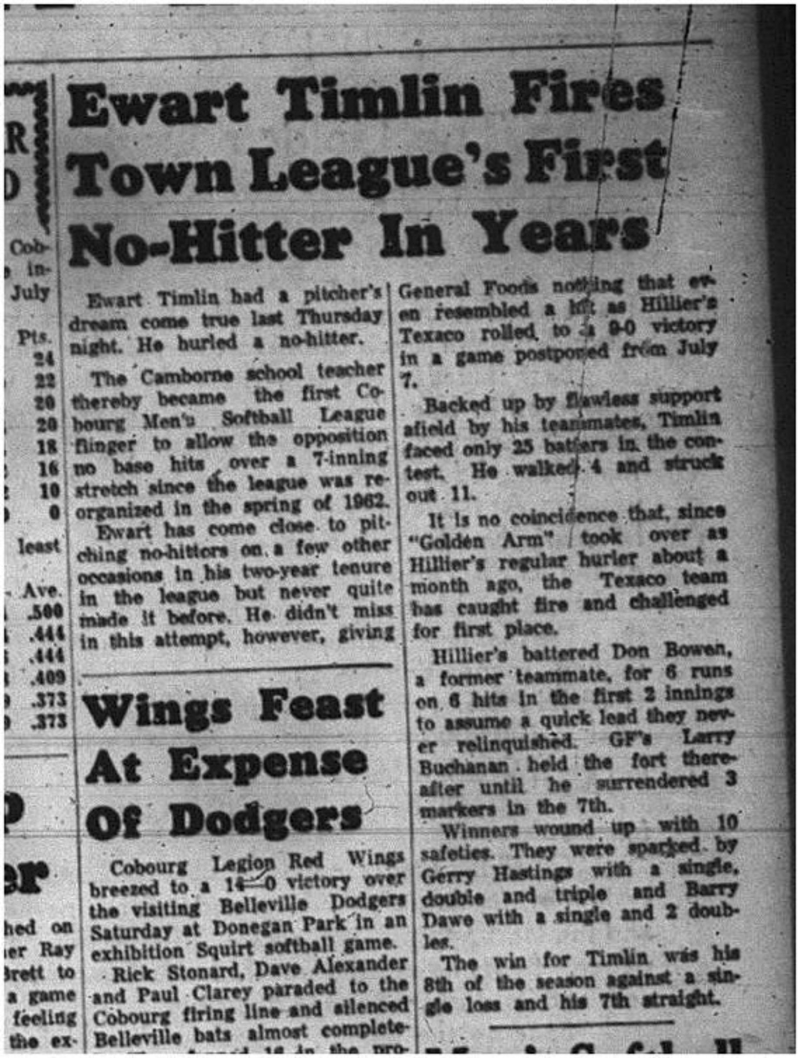 R
O
Cob-
in-
July
Pts.
24
22
20
20
18
16
10
0
least
Ave.
.500
.444
.444
.409
.373
.373
er
hed on
er Ray
Brett to
a game
feeling
the ex-
Ewart Timlin Fires
Town League's First
No-Hitter In Years
Ewart Timlin had a pitcher's
dream come true last Thursday
night. He hurled a no-hitter.
The Camborne school teacher
thereby became the first Co-
bourg Men's Softball League
flinger to allow the opposition
no base hits over a 7-inning
stretch since the league was re-
organized in the spring of 1962.
Ewart has come close to pit-
ching no-hitters on a few other
occasions in his two-year tenure
in the league but never quite
made it before. He didn't miss
in this attempt, however, giving
General Foods nothing that ev-
en resembled a hit as Hillier's
Texaco rolled to a 9-0 victory
in a game postponed from July
7.
Backed up by flawless support
afield by his teammates, Timlin
faced only 25 batters in the con-
test. He walked 4 and struck
out 11.
It is no coincidence that, since
"Golden Arm" took over as
Hillier's regular hurler about a
month ago, the Texaco team
has caught fire and challenged
for first place.
Hillier's battered Don Bowen,
a former teammate, for 6 runs
on 6 hits in the first 2 innings
to assume a quick lead they nev-
er relinquished. GF's Larry
Buchanan held the fort there-
after until he surrendered 3
markers in the 7th.
Winners wound up with 10
safeties. They were sparked by
Gerry Hastings with a single,
double and triple and Barry
Dawe with a single and 2 doub-
les.
The win for Timlin was his
8th of the season against a sin-
gle loss and his 7th straight.
Wings Feast
At Expense
Of Dodgers
Cobourg Legion Red Wings
breezed to a 14-0 victory over
the visiting Belleville Dodgers
Saturday at Donegan Park in an
exhibition Squirt softball game.
Rick Stonard, Dave Alexander
and Paul Clarey paraded to the
Cobourg firing line and silenced
Belleville bats almost complete-
16 in the pro-